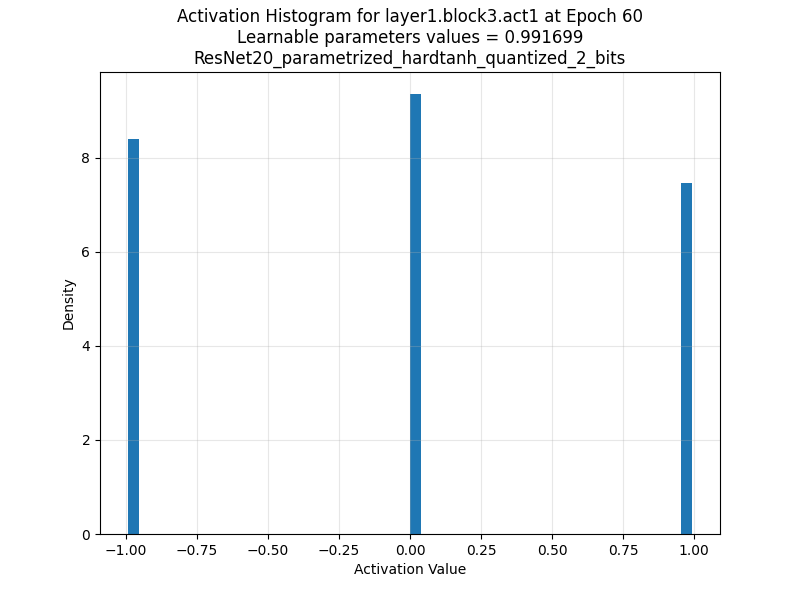 Activation Histogram for layer1.block3.act1 at Epoch 60
Learnable parameters values = 0.991699
ResNet20_parametrized_hardtanh_quantized_2_bits
Density
8
6
4
2
0
−1.00 −0.75 −0.50 −0.25 0.00 0.25 0.50 0.75 1.00
Activation Value